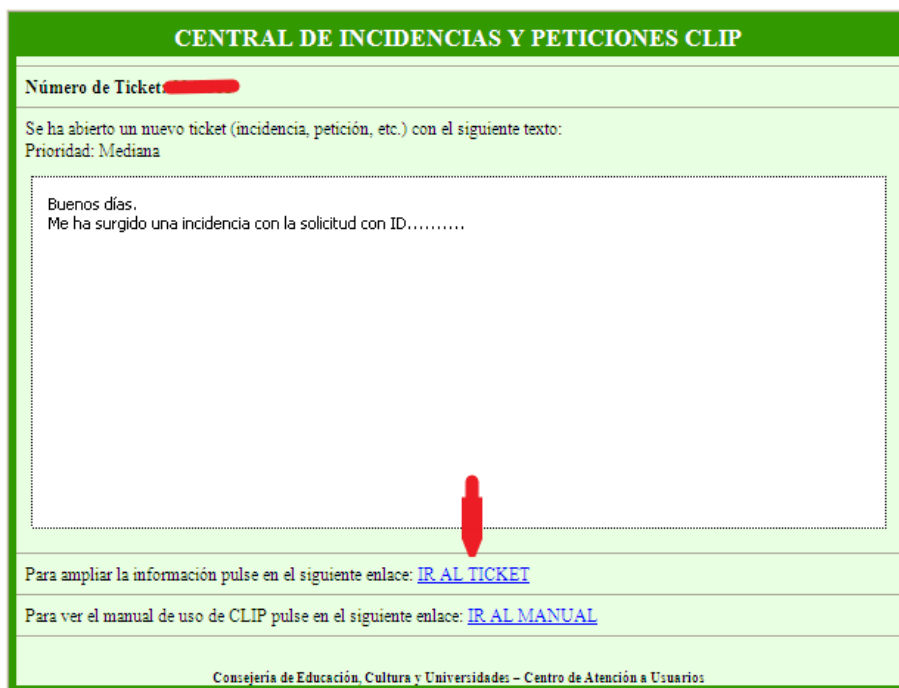 CENTRAL DE INCIDENCIAS Y PETICIONES CLIP
Número de Ticket:
Se ha abierto un nuevo ticket (incidencia, petición, etc.) con el siguiente texto:
Prioridad: Mediana
Buenos días.
Me ha surgido una incidencia con la solicitud con ID..........
Para ampliar la información pulse en el siguiente enlace: IR AL TICKET
Para ver el manual de uso de CLIP pulse en el siguiente enlace: IR AL MANUAL
Consejería de Educación, Cultura y Universidades – Centro de Atención a Usuarios